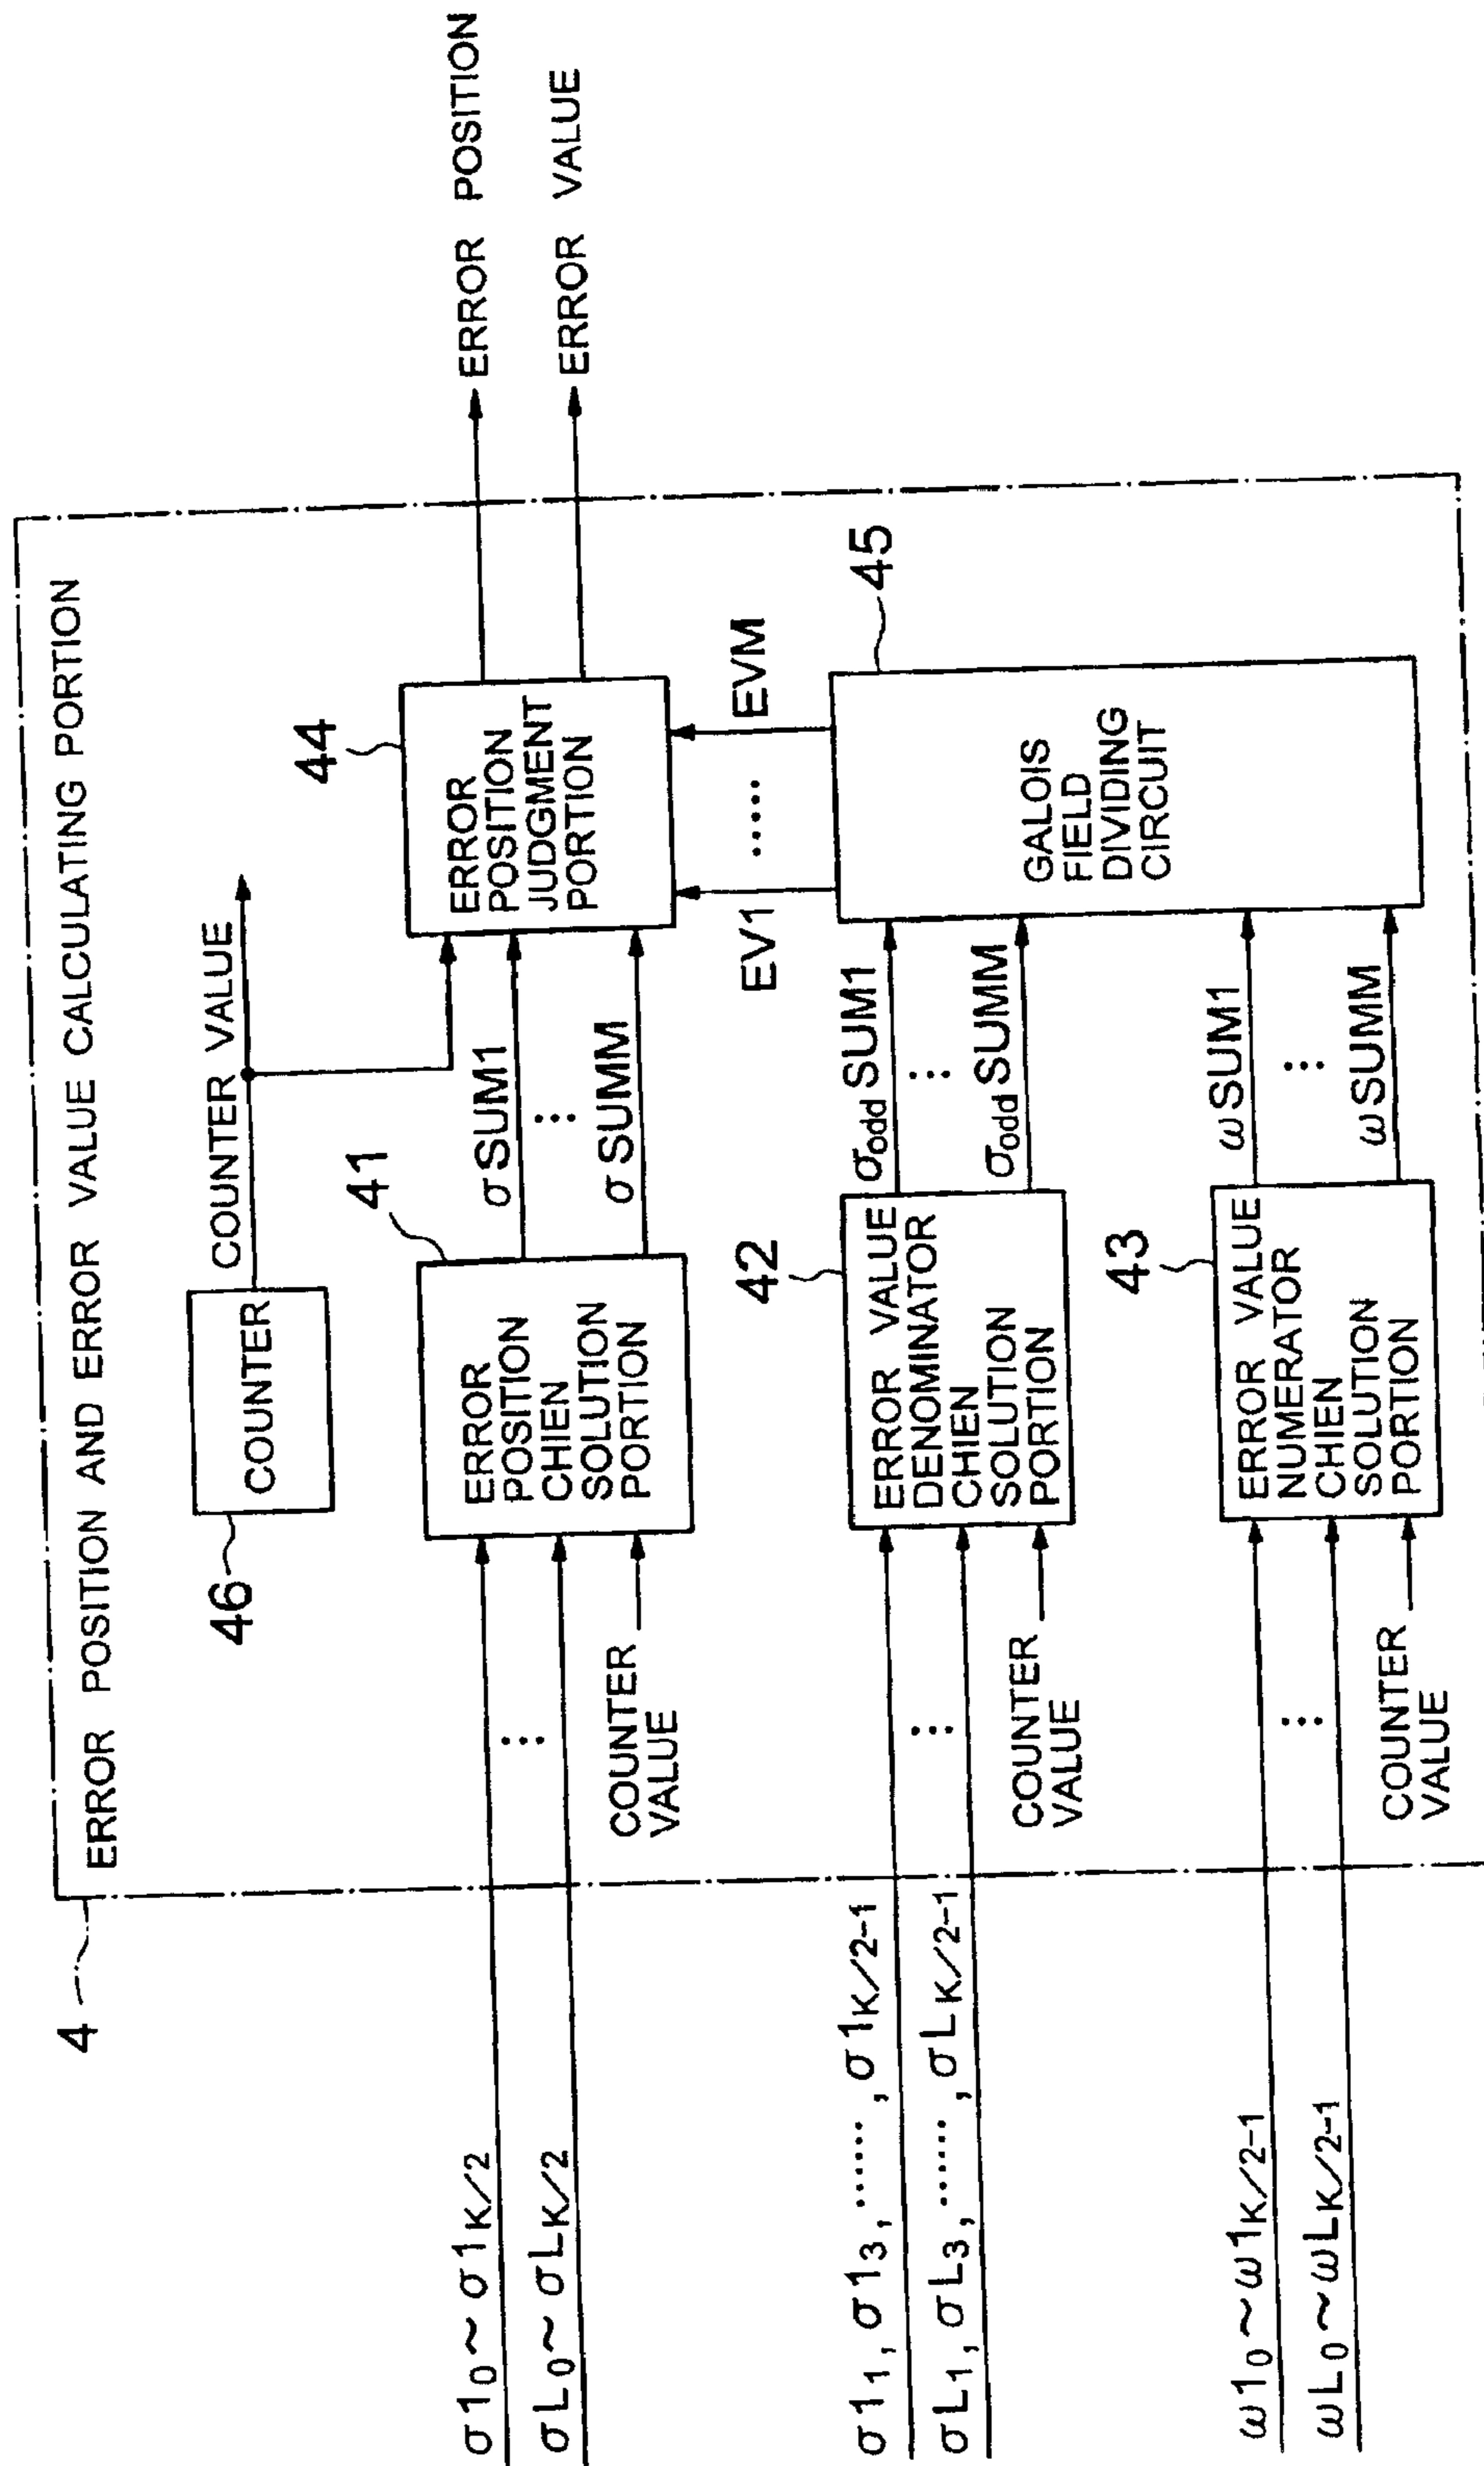 4
ERROR POSITION AND ERROR VALUE CALCULATING PORTION
46
COUNTER
COUNTER VALUE
σ1₀~σ1K/2
σL₀~σLK/2
⋮
COUNTER
VALUE
41
ERROR
POSITION
CHIEN
SOLUTION
PORTION
σSUM1
⋮
σSUMM
44
ERROR
POSITION
JUDGMENT
PORTION
ERROR POSITION
ERROR VALUE
EV1
......
EVM
σ1₁, σ1₃, ......, σ1K/2-1
σL₁, σL₃, ......, σLK/2-1
⋮
COUNTER
VALUE
42
ERROR VALUE
DENOMINATOR
CHIEN
SOLUTION
PORTION
σodd SUM1
⋮
σodd SUMM
45
GALOIS
FIELD
DIVIDING
CIRCUIT
ω1₀~ω1K/2-1
ωL₀~ωLK/2-1
⋮
COUNTER
VALUE
43
ERROR VALUE
NUMERATOR
CHIEN
SOLUTION
PORTION
ωSUM1
⋮
ωSUMM